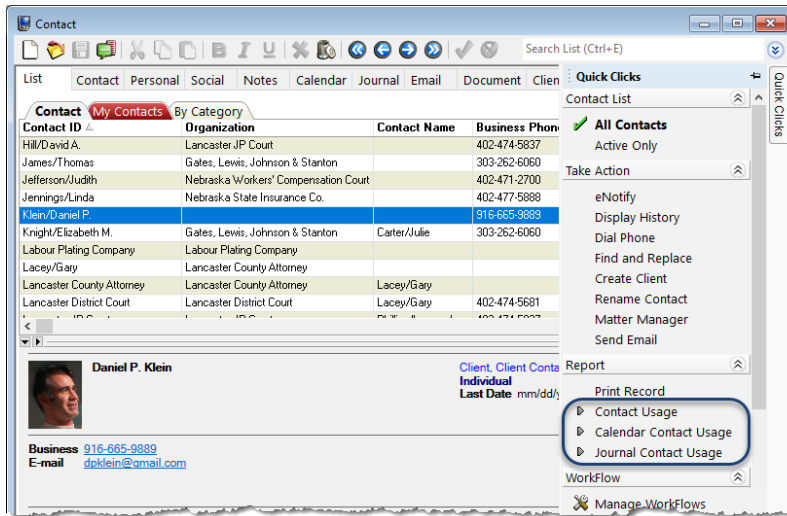 Contact
Search List (Ctrl+E)
List Contact Personal Social Notes Calendar Journal Email Document Clien
Contact My Contacts By Category
Contact ID Organization Contact Name Business Phon
Hill/David A. Lancaster JP Court 402-474-5837
James/Thomas Gates, Lewis, Johnson & Stanton 303-262-6060
Jefferson/Judith Nebraska Workers' Compensation Court 402-471-2700
Jennings/Linda Nebraska State Insurance Co. 402-477-5888
Klein/Daniel P. 916-665-9889
Knight/Elizabeth M. Gates, Lewis, Johnson & Stanton Carter/Julie 303-262-6060
Labour Plating Company Labour Plating Company
Lacey/Gary Lancaster County Attorney
Lancaster County Attorney Lancaster County Attorney Lacey/Gary
Lancaster District Court Lancaster District Court Lacey/Gary 402-474-5681
Daniel P. Klein
Client, Client Conta
Individual
Last Date mm/dd/y
Business 916-665-9889
E-mail dpklein@gmail.com
Quick Clicks
Contact List
All Contacts
Active Only
Take Action
eNotify
Display History
Dial Phone
Find and Replace
Create Client
Rename Contact
Matter Manager
Send Email
Report
Print Record
Contact Usage
Calendar Contact Usage
Journal Contact Usage
WorkFlow
Manage WorkFlows
Quick Clicks